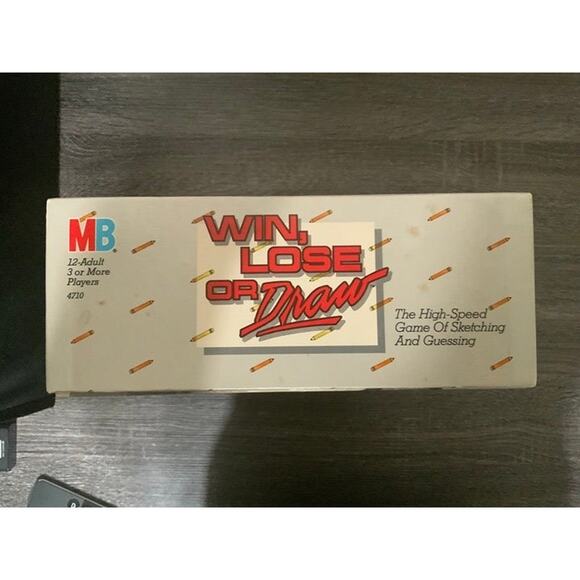 MB
12-Adult
3 or More
Players
4710
WIN,
LOSE
OR Draw
The High-Speed
Game Of Sketching
And Guessing